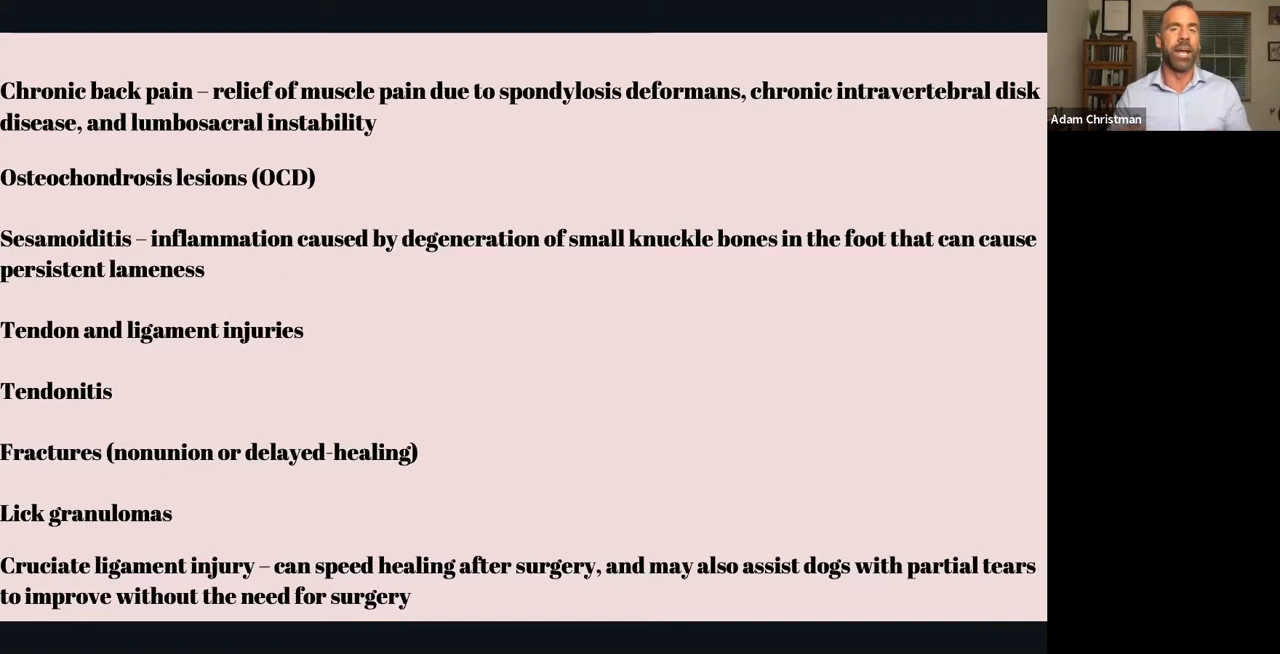 Chronic back pain – relief of muscle pain due to spondylosis deformans, chronic intravertebral disk
disease, and lumbosacral instability
Osteochondrosis lesions (OCD)
Sesamoiditis – inflammation caused by degeneration of small knuckle bones in the foot that can cause
persistent lameness
Tendon and ligament injuries
Tendonitis
Fractures (nonunion or delayed-healing)
Lick granulomas
Cruciate ligament injury – can speed healing after surgery, and may also assist dogs with partial tears
to improve without the need for surgery
Adam Christman